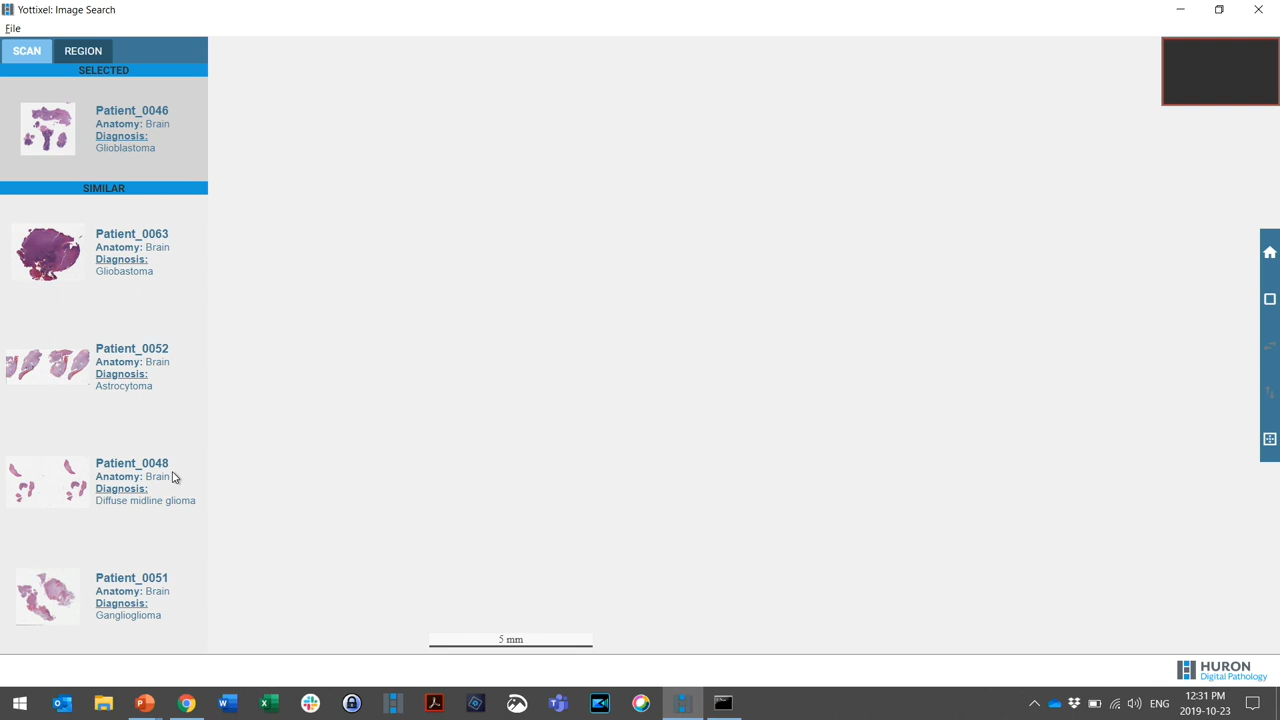 Yottixel: Image Search
File
SCAN REGION
SELECTED
Patient_0046
Anatomy: Brain
Diagnosis:
Glioblastoma
SIMILAR
Patient_0063
Anatomy: Brain
Diagnosis:
Gliobastoma
Patient_0052
Anatomy: Brain
Diagnosis:
Astrocytoma
Patient_0048
Anatomy: Brain
Diagnosis:
Diffuse midline glioma
Patient_0051
Anatomy: Brain
Diagnosis:
Ganglioglioma
5 mm
HURON
Digital Pathology
ENG
12:31 PM
2019-10-23